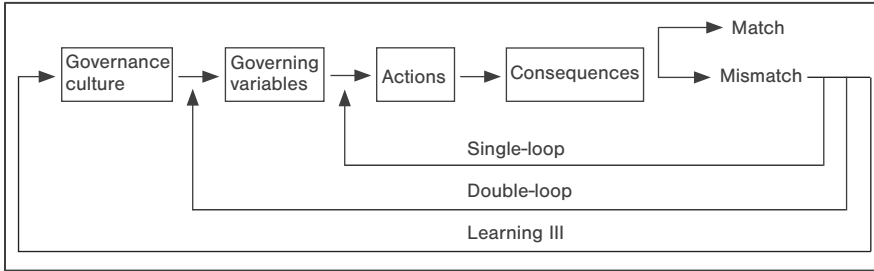 Match
Governance
culture
Governing
variables
Actions
Consequences
Mismatch
Single-loop
Double-loop
Learning III